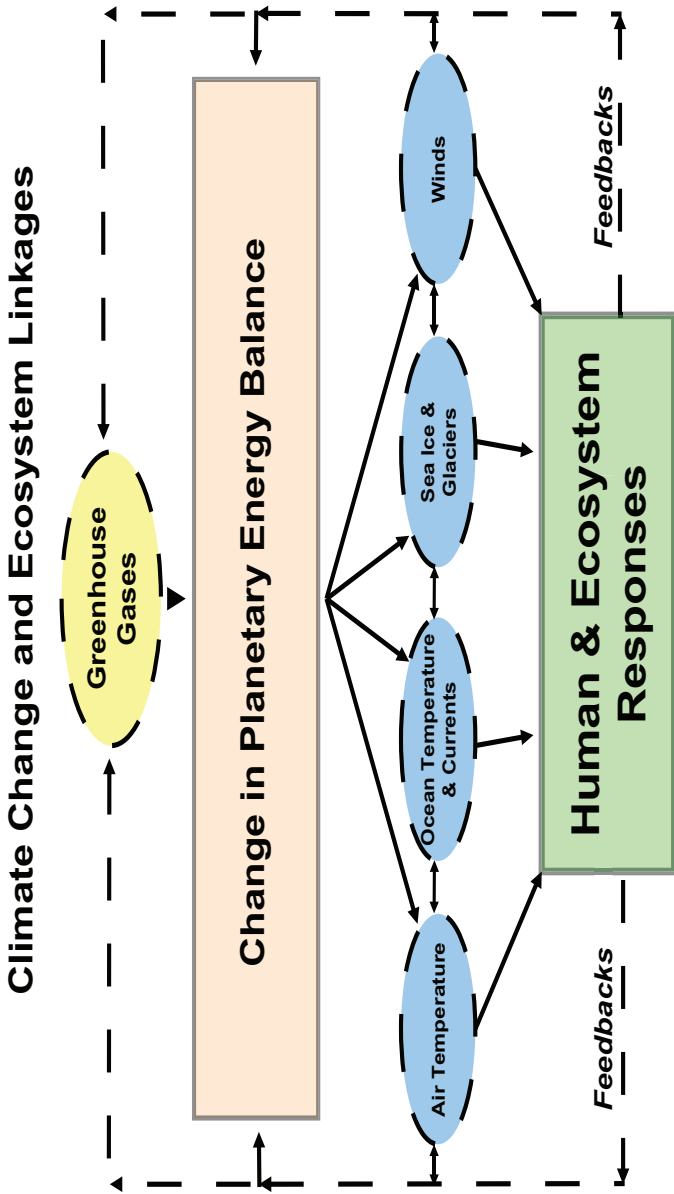 Climate Change and Ecosystem Linkages
Greenhouse
Gases
Change in Planetary Energy Balance
Air Temperature
Ocean Temperature
& Currents
Sea Ice &
Glaciers
Winds
Human & Ecosystem
Responses
Feedbacks
Feedbacks